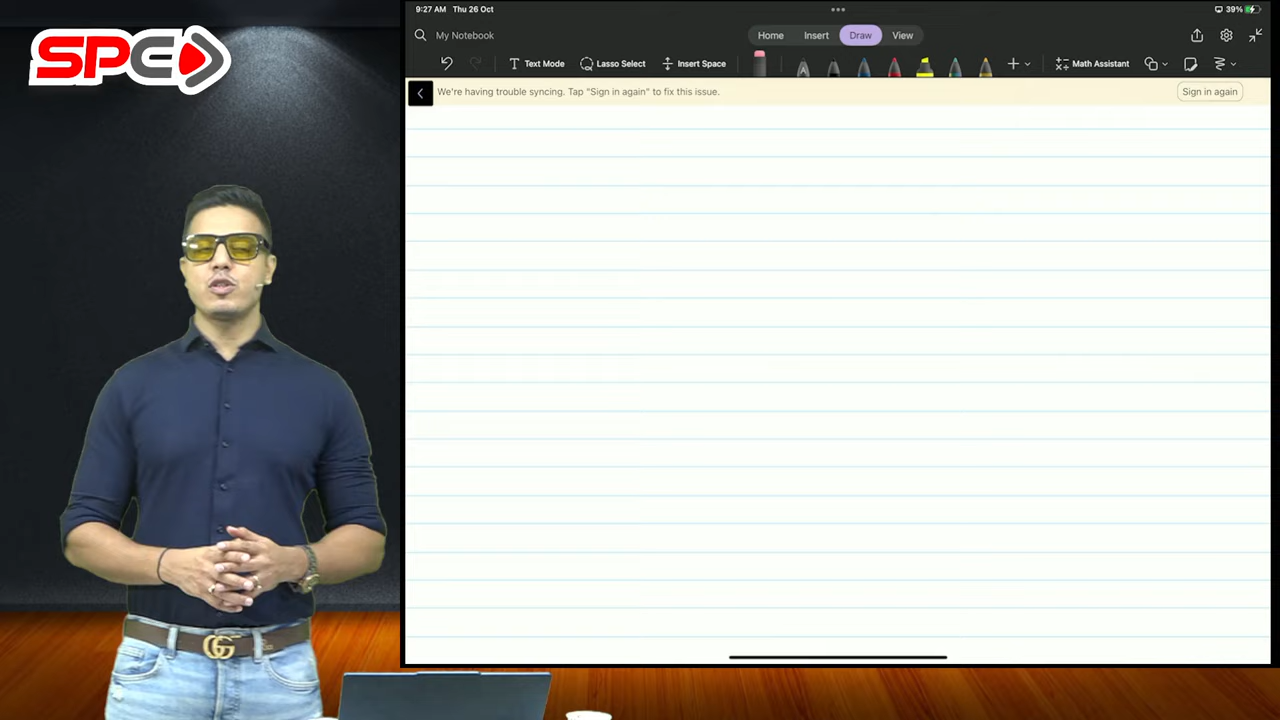 SPE
9:27 AM Thu 26 Oct
39%
My Notebook
Home Insert Draw View
Text Mode Lasso Select Insert Space Math Assistant
We're having trouble syncing. Tap "Sign in again" to fix this issue.
Sign in again